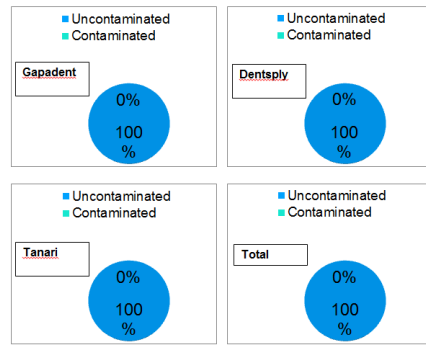 Uncontaminated
Contaminated
Gapadent
0%
100
%
Uncontaminated
Contaminated
Dentsply
0%
100
%
Uncontaminated
Contaminated
Tanari
0%
100
%
Uncontaminated
Contaminated
Total
0%
100
%